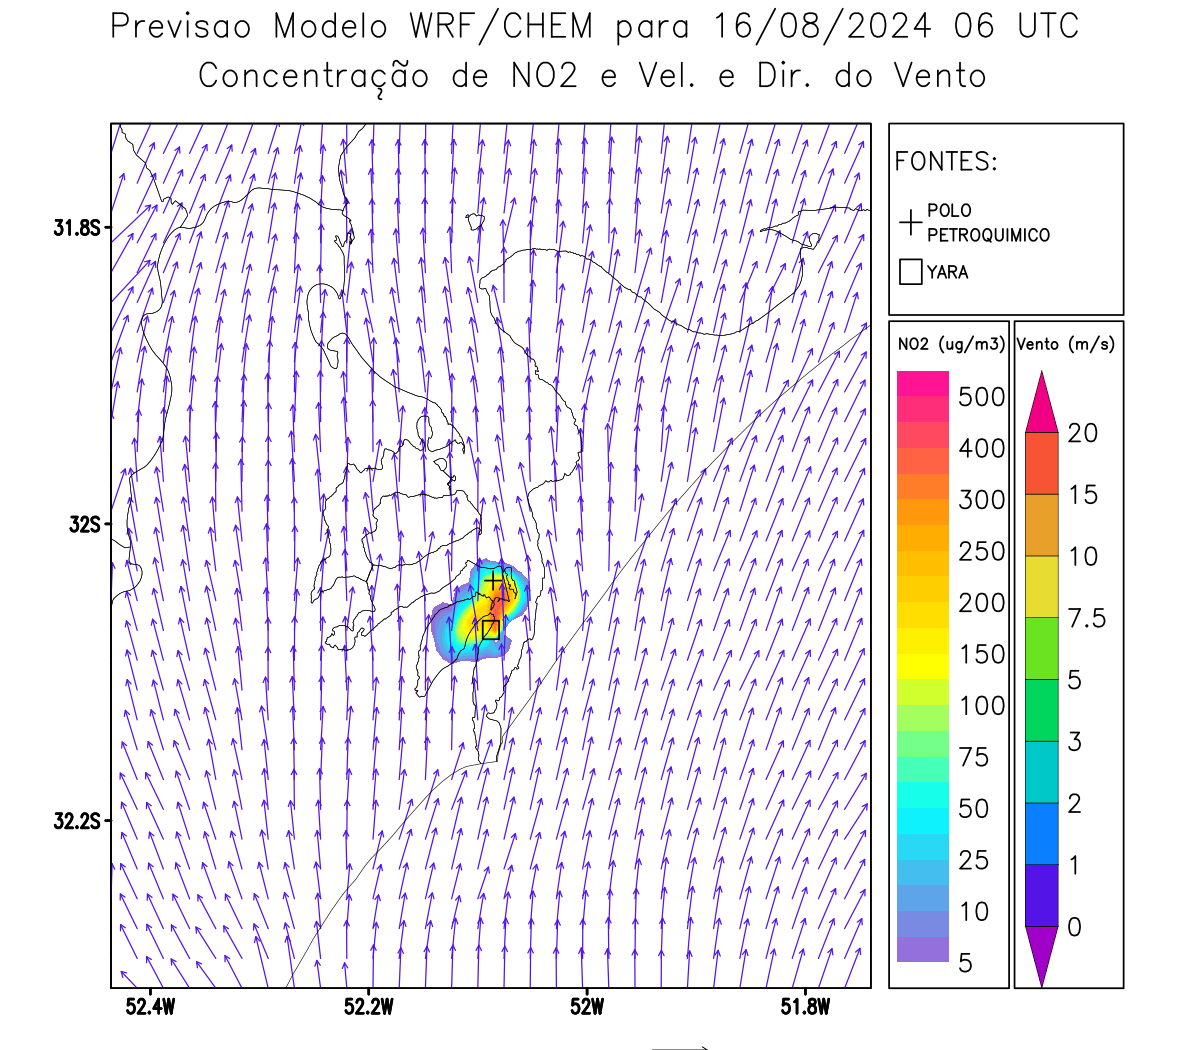 Previsao Modelo WRF/CHEM para 16/08/2024 06 UTC
Concentração de NO2 e Vel. e Dir. do Vento
FONTES:
POLO
PETROQUIMICO
YARA
NO2 (ug/m3)
500
400
300
250
200
150
100
75
50
25
10
5
Vento (m/s)
20
15
10
7.5
5
3
2
1
0
31.8S
32S
32.2S
52.4W
52.2W
52W
51.8W